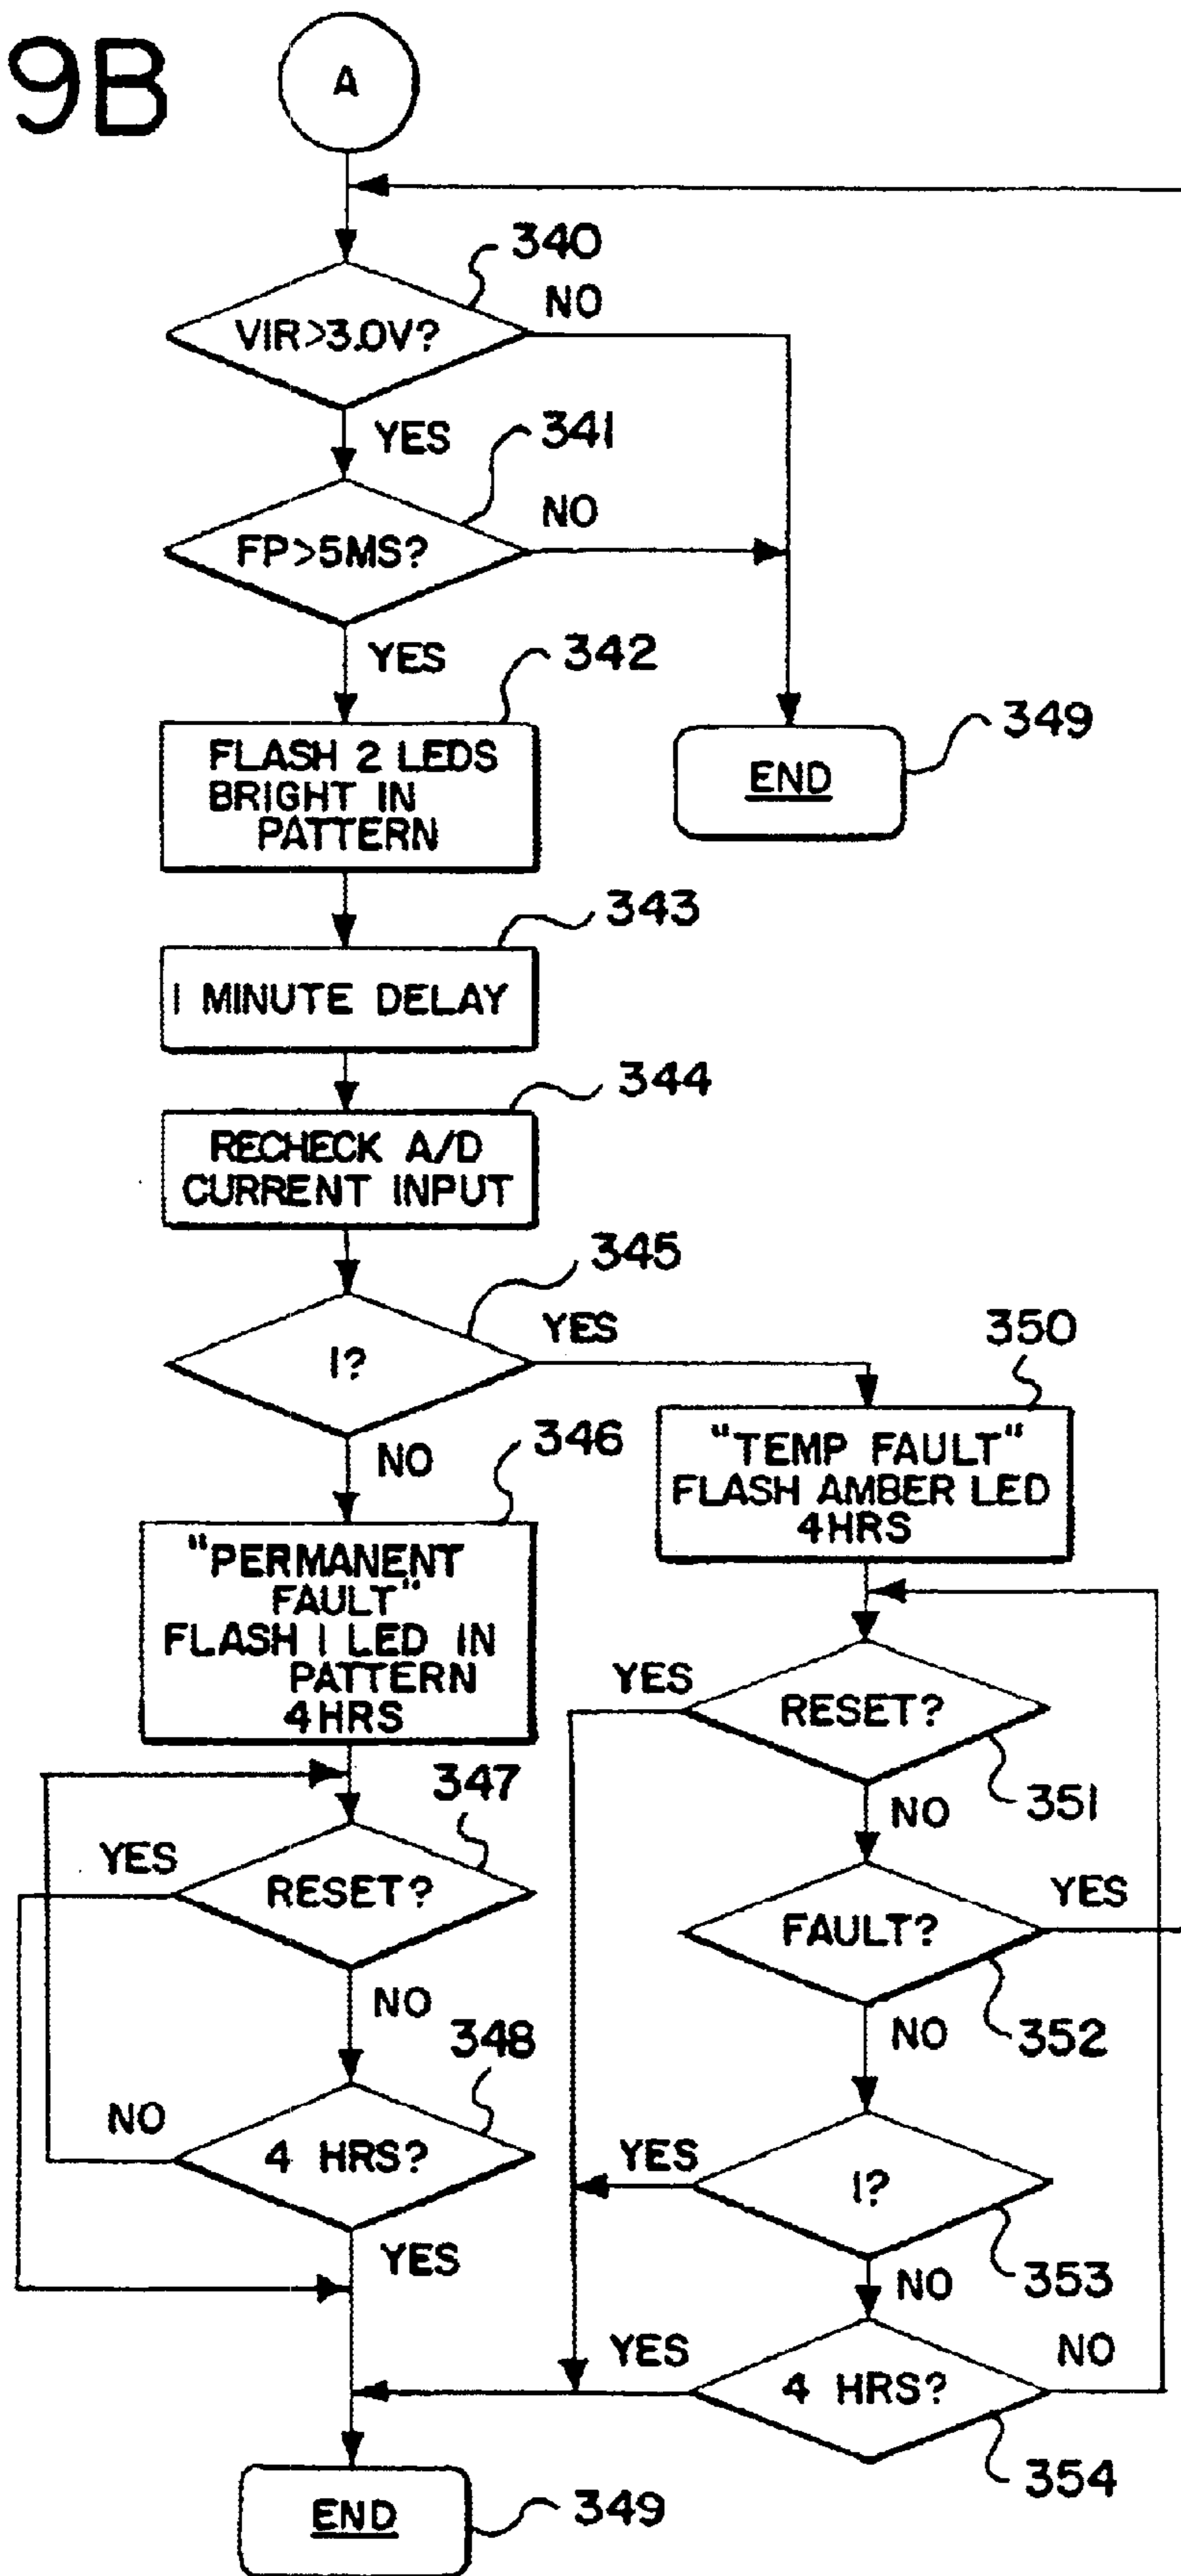 9B
A
340
VIR>3.0V?
NO
YES
341
FP>5MS?
NO
YES
342
FLASH 2 LEDS
BRIGHT IN
PATTERN
349
END
343
1 MINUTE DELAY
344
RECHECK A/D
CURRENT INPUT
345
I?
YES
NO
350
"TEMP FAULT"
FLASH AMBER LED
4HRS
346
"PERMANENT
FAULT"
FLASH 1 LED IN
PATTERN
4HRS
YES
RESET?
351
NO
347
YES
RESET?
NO
FAULT?
YES
352
NO
348
NO
4 HRS?
YES
YES
I?
353
NO
YES
4 HRS?
NO
354
END
349